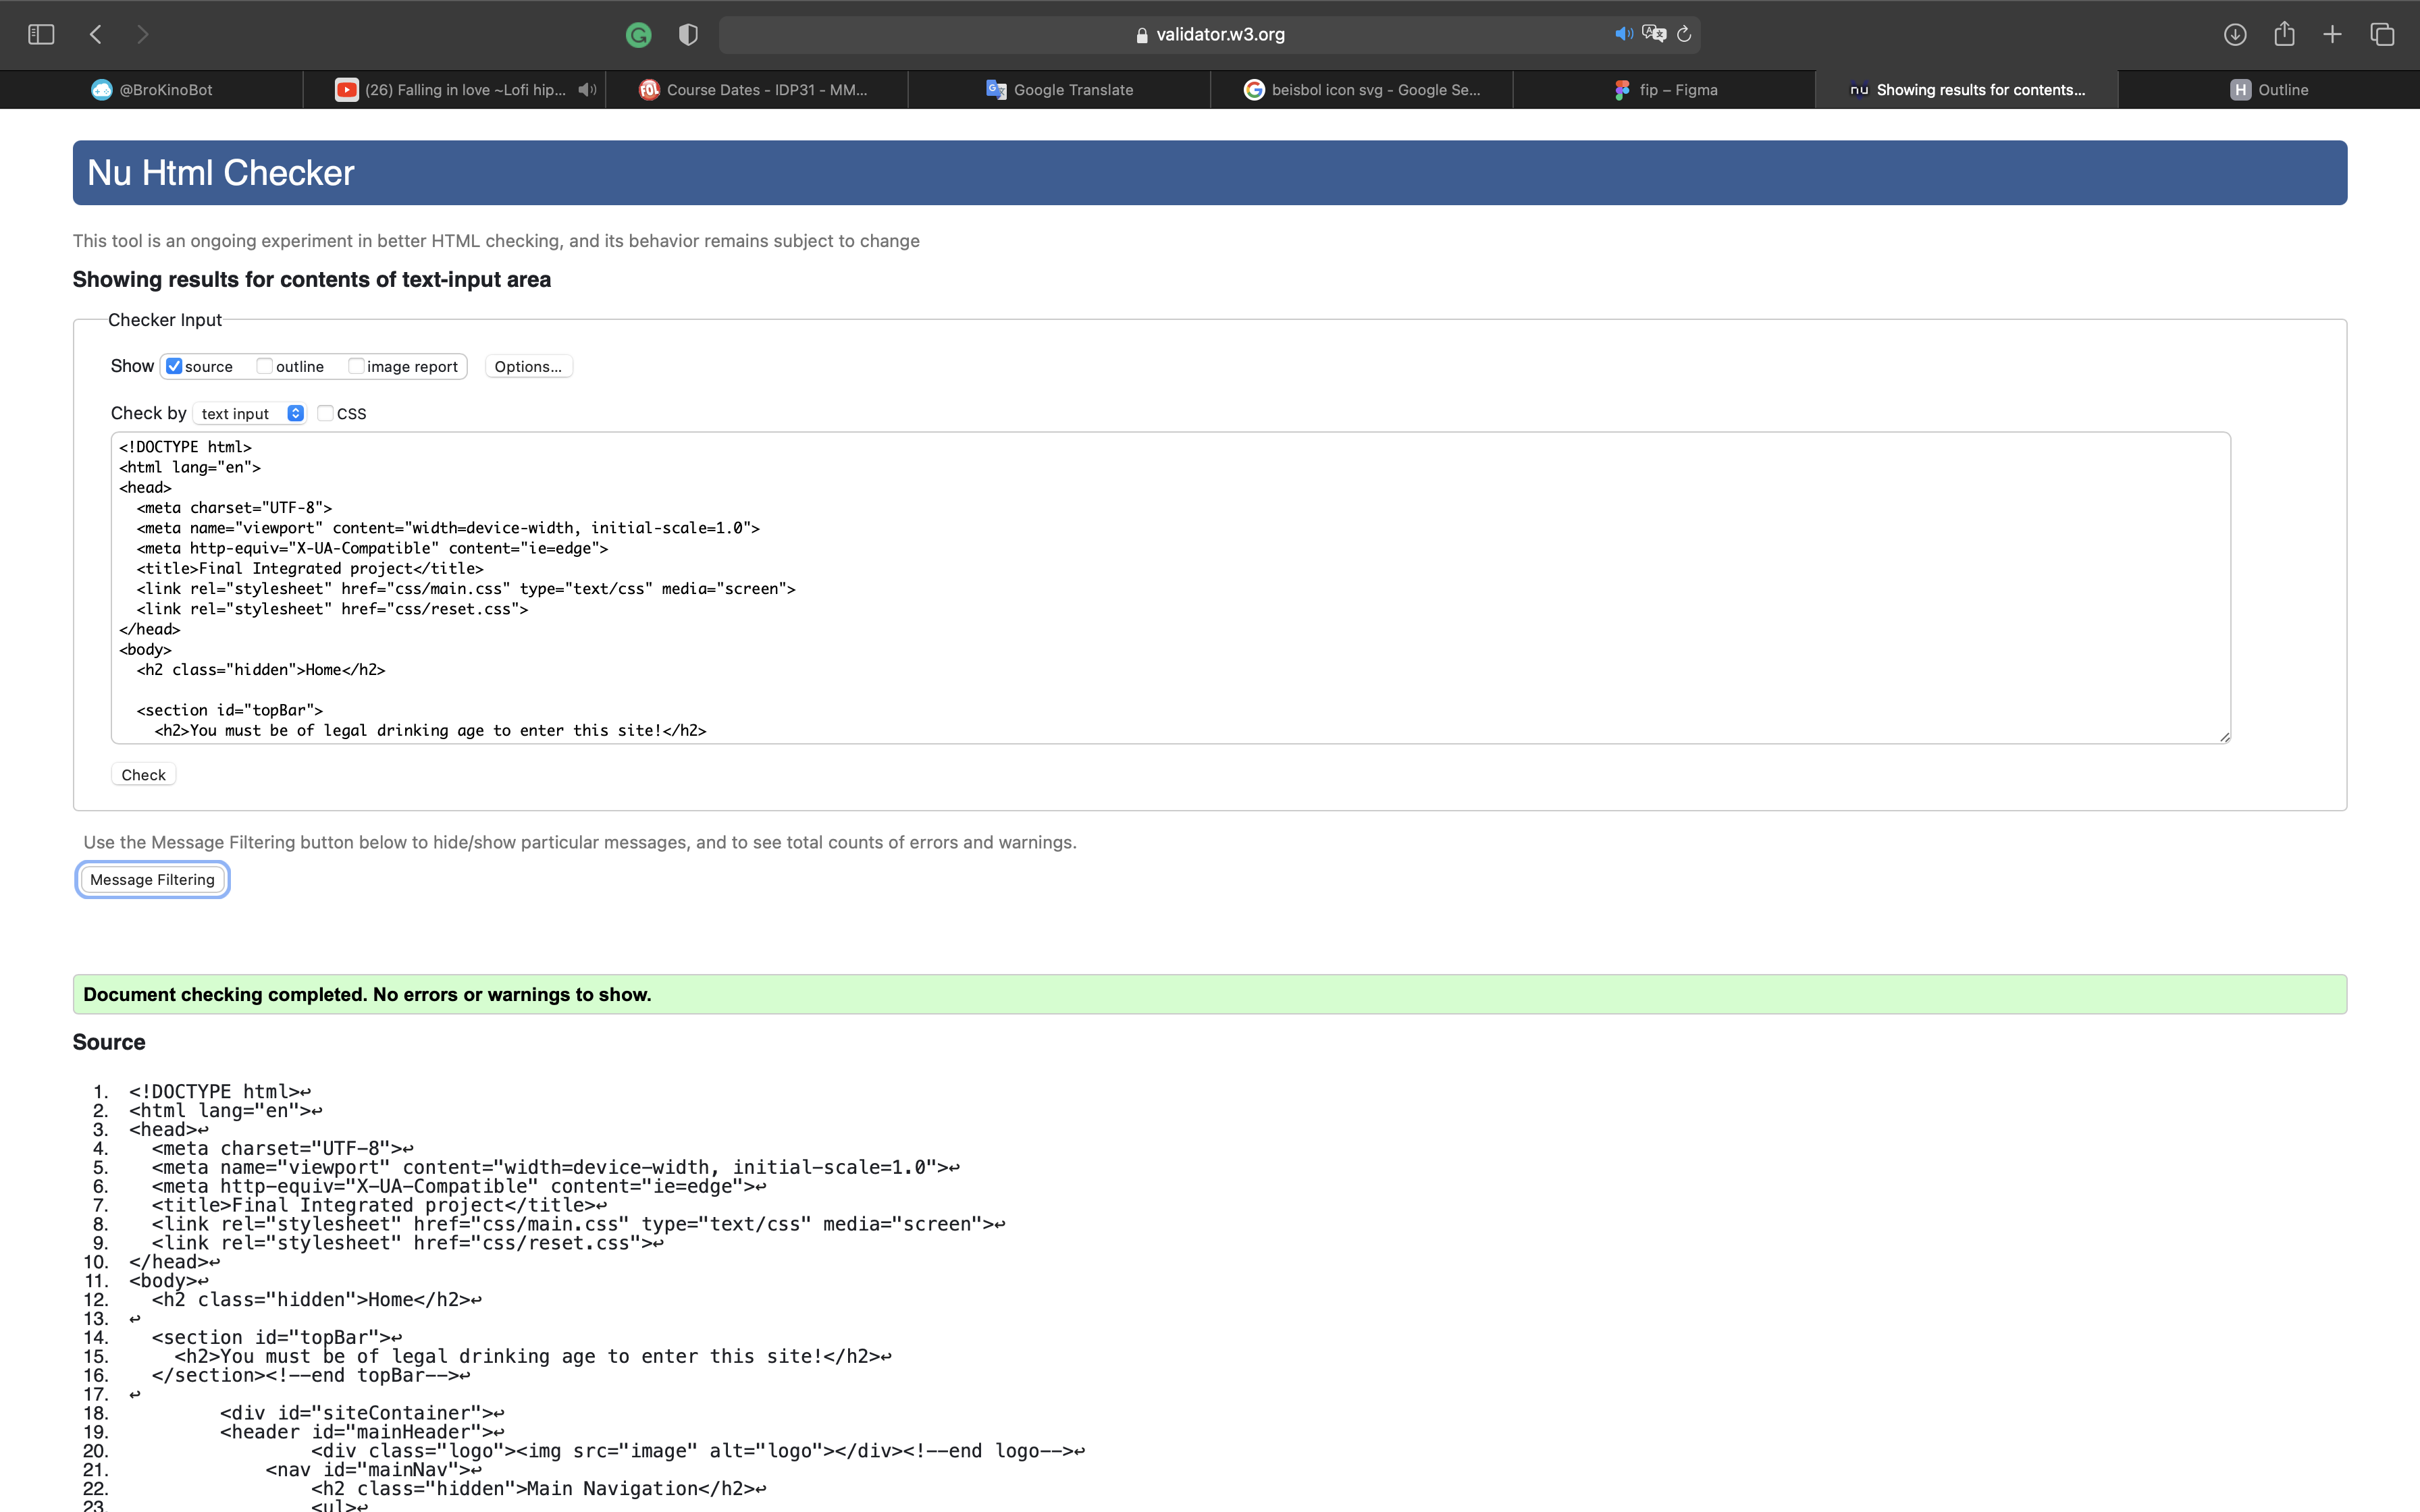 validator.w3.org
@BroKinoBot
(26) Falling in love ~Lofi hip...
Course Dates - IDP31 - MM...
Google Translate
beisbol icon svg - Google Se...
fip – Figma
nu Showing results for contents...
H Outline
Nu Html Checker
This tool is an ongoing experiment in better HTML checking, and its behavior remains subject to change
Showing results for contents of text-input area
Checker Input
Show source outline image report Options...
Check by text input CSS
<!DOCTYPE html>
<html lang="en">
<head>
  <meta charset="UTF-8">
  <meta name="viewport" content="width=device-width, initial-scale=1.0">
  <meta http-equiv="X-UA-Compatible" content="ie=edge">
  <title>Final Integrated project</title>
  <link rel="stylesheet" href="css/main.css" type="text/css" media="screen">
  <link rel="stylesheet" href="css/reset.css">
</head>
<body>
  <h2 class="hidden">Home</h2>
  <section id="topBar">
    <h2>You must be of legal drinking age to enter this site!</h2>
Check
Use the Message Filtering button below to hide/show particular messages, and to see total counts of errors and warnings.
Message Filtering
Document checking completed. No errors or warnings to show.
Source
1. <!DOCTYPE html>↩
2. <html lang="en">↩
3. <head>↩
4.   <meta charset="UTF-8">↩
5.   <meta name="viewport" content="width=device-width, initial-scale=1.0">↩
6.   <meta http-equiv="X-UA-Compatible" content="ie=edge">↩
7.   <title>Final Integrated project</title>↩
8.   <link rel="stylesheet" href="css/main.css" type="text/css" media="screen">↩
9.   <link rel="stylesheet" href="css/reset.css">↩
10. </head>↩
11. <body>↩
12.   <h2 class="hidden">Home</h2>↩
13. ↩
14.   <section id="topBar">↩
15.     <h2>You must be of legal drinking age to enter this site!</h2>↩
16.   </section><!--end topBar-->↩
17. ↩
18.         <div id="siteContainer">↩
19.         <header id="mainHeader">↩
20.                 <div class="logo"><img src="image" alt="logo"></div><!--end logo-->↩
21.             <nav id="mainNav">↩
22.                 <h2 class="hidden">Main Navigation</h2>↩
23.                 <ul>↩